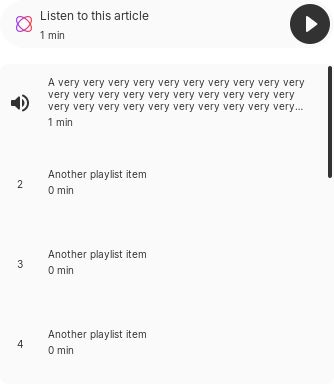 Listen to this article
1 min
A very very very very very very very very very very
very very very very very very very very very very
very very very very very very very very very very...
1 min
2
Another playlist item
0 min
3
Another playlist item
0 min
4
Another playlist item
0 min